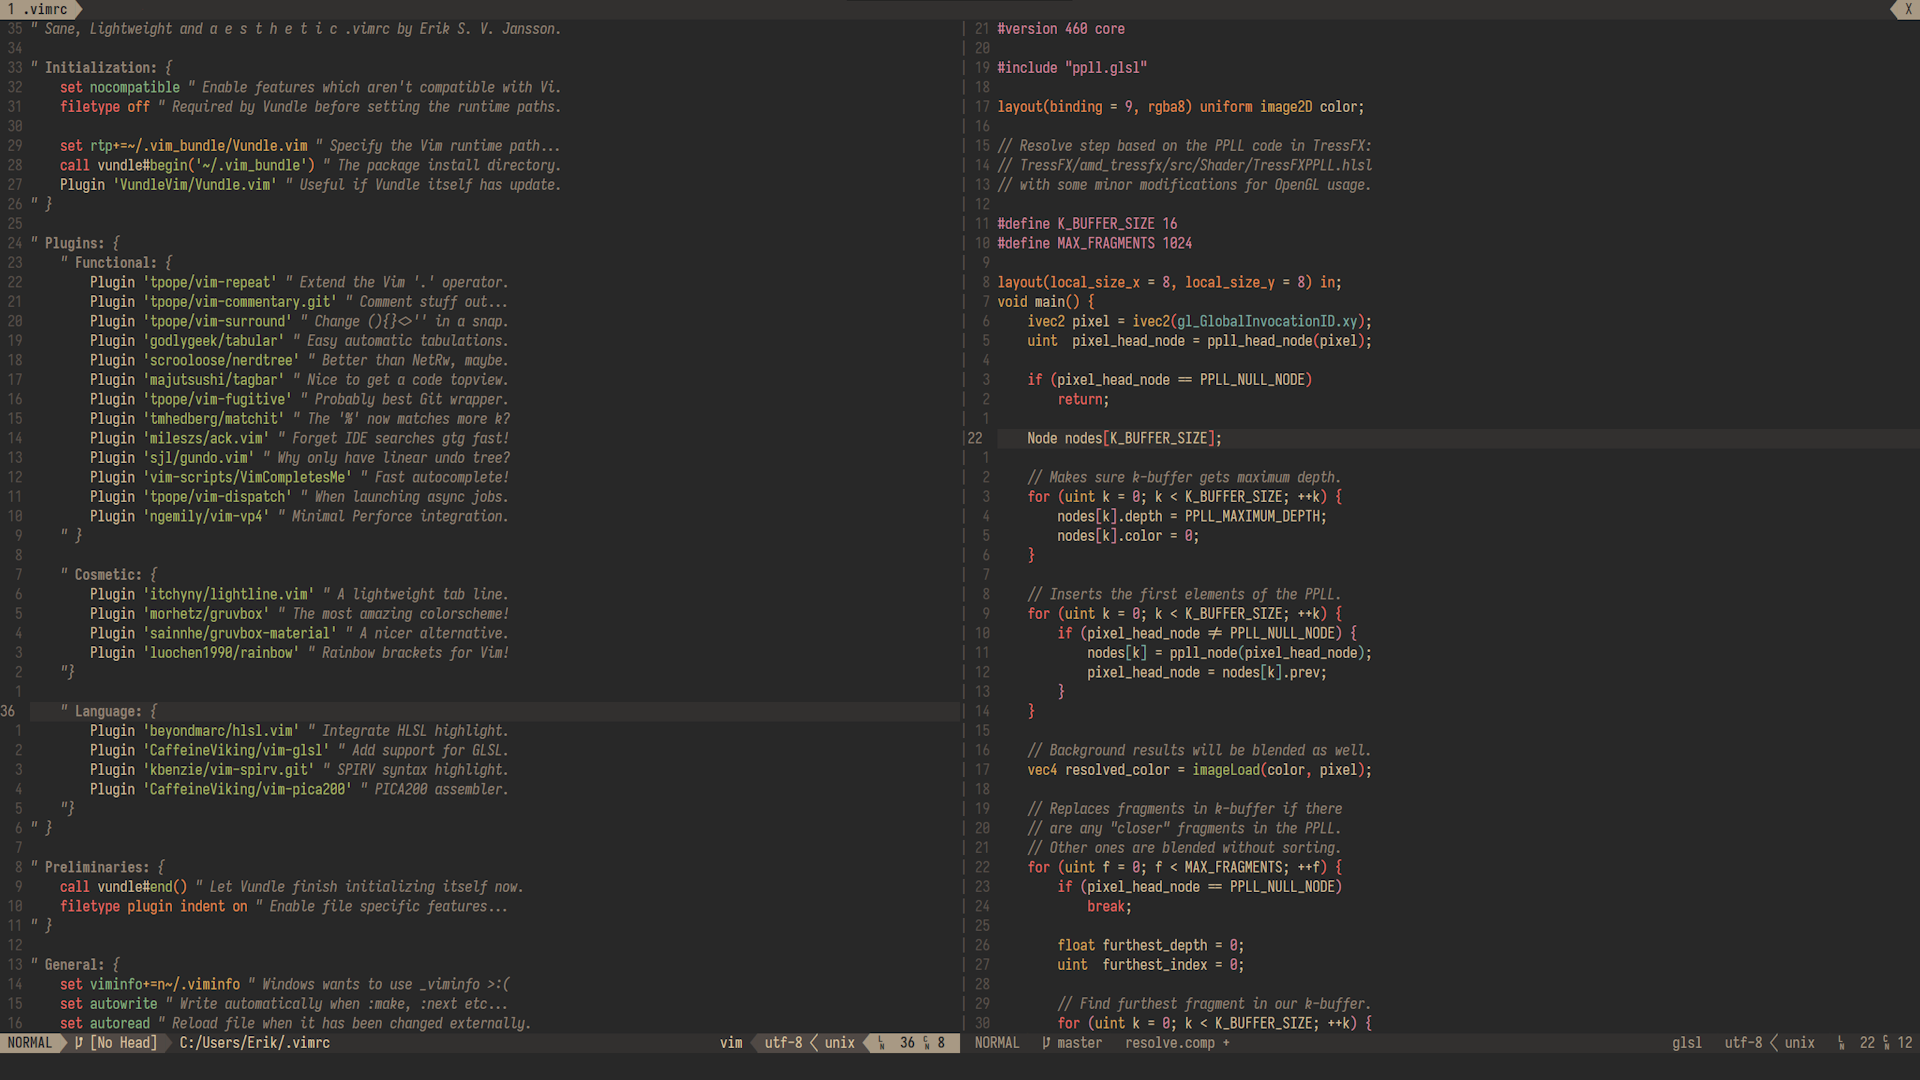 1 .vimrc X
35 " Sane, Lightweight and a e s t h e t i c .vimrc by Erik S. V. Jansson.
34
33 " Initialization: {
32 set nocompatible " Enable features which aren't compatible with Vi.
31 filetype off " Required by Vundle before setting the runtime paths.
30
29 set rtp+=~/.vim_bundle/Vundle.vim " Specify the Vim runtime path...
28 call vundle#begin('~/.vim_bundle') " The package install directory.
27 Plugin 'VundleVim/Vundle.vim' " Useful if Vundle itself has update.
26 " }
25
24 " Plugins: {
23 " Functional: {
22 Plugin 'tpope/vim-repeat' " Extend the Vim '.' operator.
21 Plugin 'tpope/vim-commentary.git' " Comment stuff out...
20 Plugin 'tpope/vim-surround' " Change (){}<>'' in a snap.
19 Plugin 'godlygeek/tabular' " Easy automatic tabulations.
18 Plugin 'scrooloose/nerdtree' " Better than NetRw, maybe.
17 Plugin 'majutsushi/tagbar' " Nice to get a code topview.
16 Plugin 'tpope/vim-fugitive' " Probably best Git wrapper.
15 Plugin 'tmhedberg/matchit' " The '%' now matches more k?
14 Plugin 'mileszs/ack.vim' " Forget IDE searches gtg fast!
13 Plugin 'sjl/gundo.vim' " Why only have linear undo tree?
12 Plugin 'vim-scripts/VimCompletesMe' " Fast autocomplete!
11 Plugin 'tpope/vim-dispatch' " When launching async jobs.
10 Plugin 'ngemily/vim-vp4' " Minimal Perforce integration.
9 " }
8
7 " Cosmetic: {
6 Plugin 'itchyny/lightline.vim' " A lightweight tab line.
5 Plugin 'morhetz/gruvbox' " The most amazing colorscheme!
4 Plugin 'sainnhe/gruvbox-material' " A nicer alternative.
3 Plugin 'luochen1990/rainbow' " Rainbow brackets for Vim!
2 "}
1
36 " Language: {
1 Plugin 'beyondmarc/hlsl.vim' " Integrate HLSL highlight.
2 Plugin 'CaffeineViking/vim-glsl' " Add support for GLSL.
3 Plugin 'kbenzie/vim-spirv.git' " SPIRV syntax highlight.
4 Plugin 'CaffeineViking/vim-pica200' " PICA200 assembler.
5 "}
6 " }
7
8 " Preliminaries: {
9 call vundle#end() " Let Vundle finish initializing itself now.
10 filetype plugin indent on " Enable file specific features...
11 " }
12
13 " General: {
14 set viminfo+=n~/.viminfo " Windows wants to use _viminfo >:(
15 set autowrite " Write automatically when :make, :next etc...
16 set autoread " Reload file when it has been changed externally.
NORMAL [No Head] C:/Users/Erik/.vimrc vim utf-8 < unix LN 36 CN 8
21 #version 460 core
20
19 #include "ppll.glsl"
18
17 layout(binding = 9, rgba8) uniform image2D color;
16
15 // Resolve step based on the PPLL code in TressFX:
14 // TressFX/amd_tressfx/src/Shader/TressFXPPLL.hlsl
13 // with some minor modifications for OpenGL usage.
12
11 #define K_BUFFER_SIZE 16
10 #define MAX_FRAGMENTS 1024
9
8 layout(local_size_x = 8, local_size_y = 8) in;
7 void main() {
6 ivec2 pixel = ivec2(gl_GlobalInvocationID.xy);
5 uint pixel_head_node = ppll_head_node(pixel);
4
3 if (pixel_head_node == PPLL_NULL_NODE)
2 return;
1
22 Node nodes[K_BUFFER_SIZE];
1
2 // Makes sure k-buffer gets maximum depth.
3 for (uint k = 0; k < K_BUFFER_SIZE; ++k) {
4 nodes[k].depth = PPLL_MAXIMUM_DEPTH;
5 nodes[k].color = 0;
6 }
7
8 // Inserts the first elements of the PPLL.
9 for (uint k = 0; k < K_BUFFER_SIZE; ++k) {
10 if (pixel_head_node != PPLL_NULL_NODE) {
11 nodes[k] = ppll_node(pixel_head_node);
12 pixel_head_node = nodes[k].prev;
13 }
14 }
15
16 // Background results will be blended as well.
17 vec4 resolved_color = imageLoad(color, pixel);
18
19 // Replaces fragments in k-buffer if there
20 // are any "closer" fragments in the PPLL.
21 // Other ones are blended without sorting.
22 for (uint f = 0; f < MAX_FRAGMENTS; ++f) {
23 if (pixel_head_node == PPLL_NULL_NODE)
24 break;
25
26 float furthest_depth = 0;
27 uint furthest_index = 0;
28
29 // Find furthest fragment in our k-buffer.
30 for (uint k = 0; k < K_BUFFER_SIZE; ++k) {
NORMAL master resolve.comp + glsl utf-8 < unix LN 22 CN 12